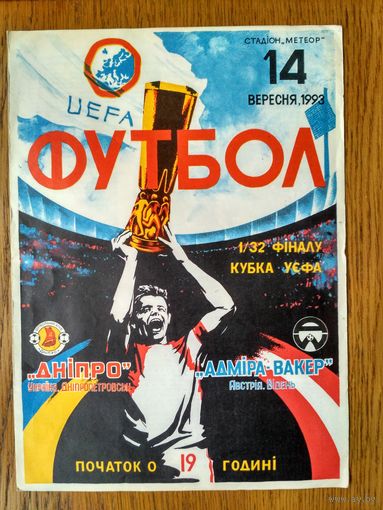 СТАДІОН „МЕТЕОР"
14
ВЕРЕСНЯ, 1993
UEFA
ФУТБОЛ
1/32 ФІНАЛУ
КУБКА УЄФА
„ДНІПРО"
УКРАЇНА. ДНІПРОПЕТРОВСЬК
„АДМІРА-ВАКЕР"
АВСТРІЯ. ВІДЕНЬ
ПОЧАТОК О 19 ГОДИНІ